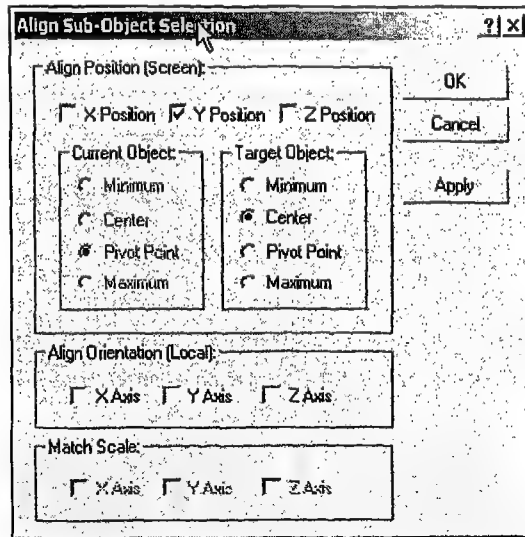 Align Sub-Object Selection ? X
Align Position (Screen):
OK
X Position Y Position Z Position
Cancel
Current Object: Target Object:
Minimum Minimum
Apply
Center Center
Pivot Point Pivot Point
Maximum Maximum
Align Orientation (Local):
X Axis Y Axis Z Axis
Match Scale:
X Axis Y Axis Z Axis